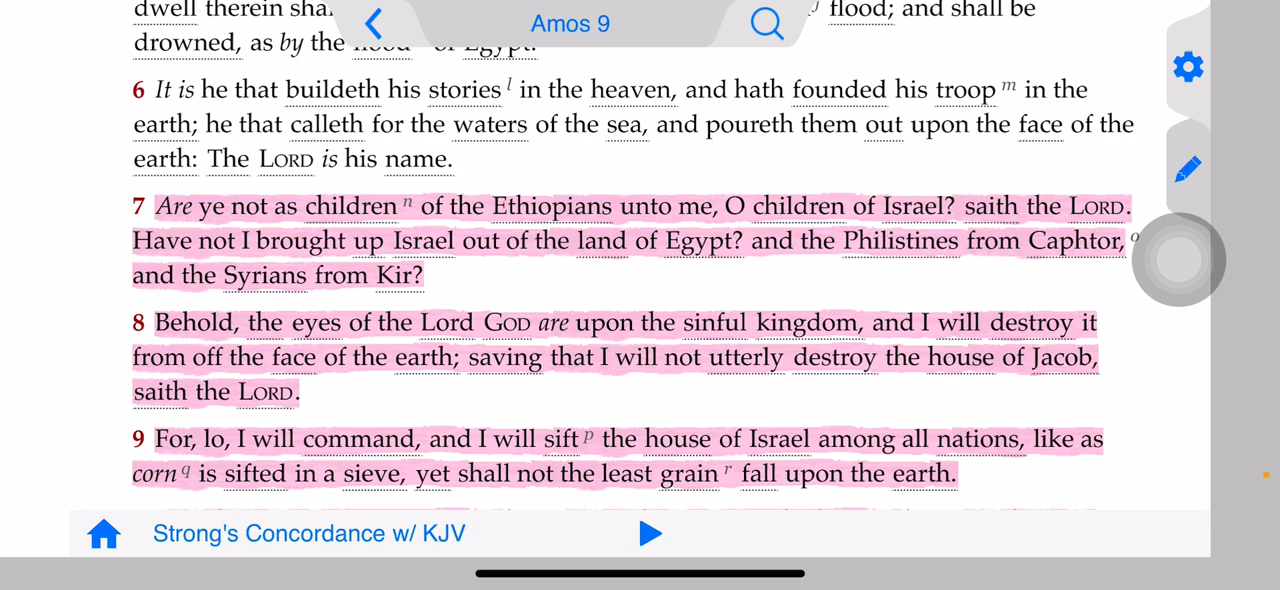 dwell therein
flood; and shall be
Amos 9
drowned, as by the of Egypt.
6 It is he that buildeth his stories l in the heaven, and hath founded his troop m in the
earth; he that calleth for the waters of the sea, and poureth them out upon the face of the
earth: The LORD is his name.
7 Are ye not as children n of the Ethiopians unto me, O children of Israel? saith the LORD.
Have not I brought up Israel out of the land of Egypt? and the Philistines from Caphtor, o
and the Syrians from Kir?
8 Behold, the eyes of the Lord GOD are upon the sinful kingdom, and I will destroy it
from off the face of the earth; saving that I will not utterly destroy the house of Jacob,
saith the LORD.
9 For, lo, I will command, and I will sift p the house of Israel among all nations, like as
corn q is sifted in a sieve, yet shall not the least grain r fall upon the earth.
Strong's Concordance w/ KJV